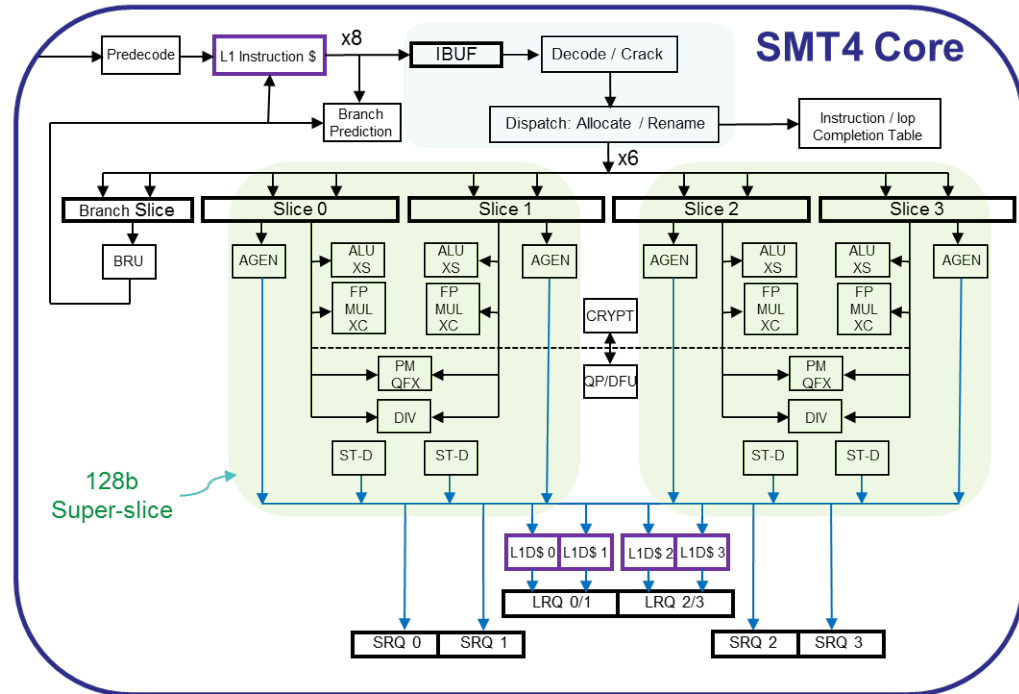 SMT4 Core
Predecode
L1 Instruction $
x8
IBUF
Decode / Crack
Branch
Prediction
Dispatch: Allocate / Rename
Instruction / Iop
Completion Table
x6
Branch Slice
Slice 0
Slice 1
Slice 2
Slice 3
BRU
AGEN
ALU
XS
ALU
XS
AGEN
AGEN
ALU
XS
ALU
XS
AGEN
FP
MUL
XC
FP
MUL
XC
CRYPT
FP
MUL
XC
FP
MUL
XC
PM
QFX
QP/DFU
PM
QFX
DIV
DIV
ST-D
ST-D
ST-D
ST-D
128b
Super-slice
L1D$ 0
L1D$ 1
L1D$ 2
L1D$ 3
LRQ 0/1
LRQ 2/3
SRQ 0
SRQ 1
SRQ 2
SRQ 3